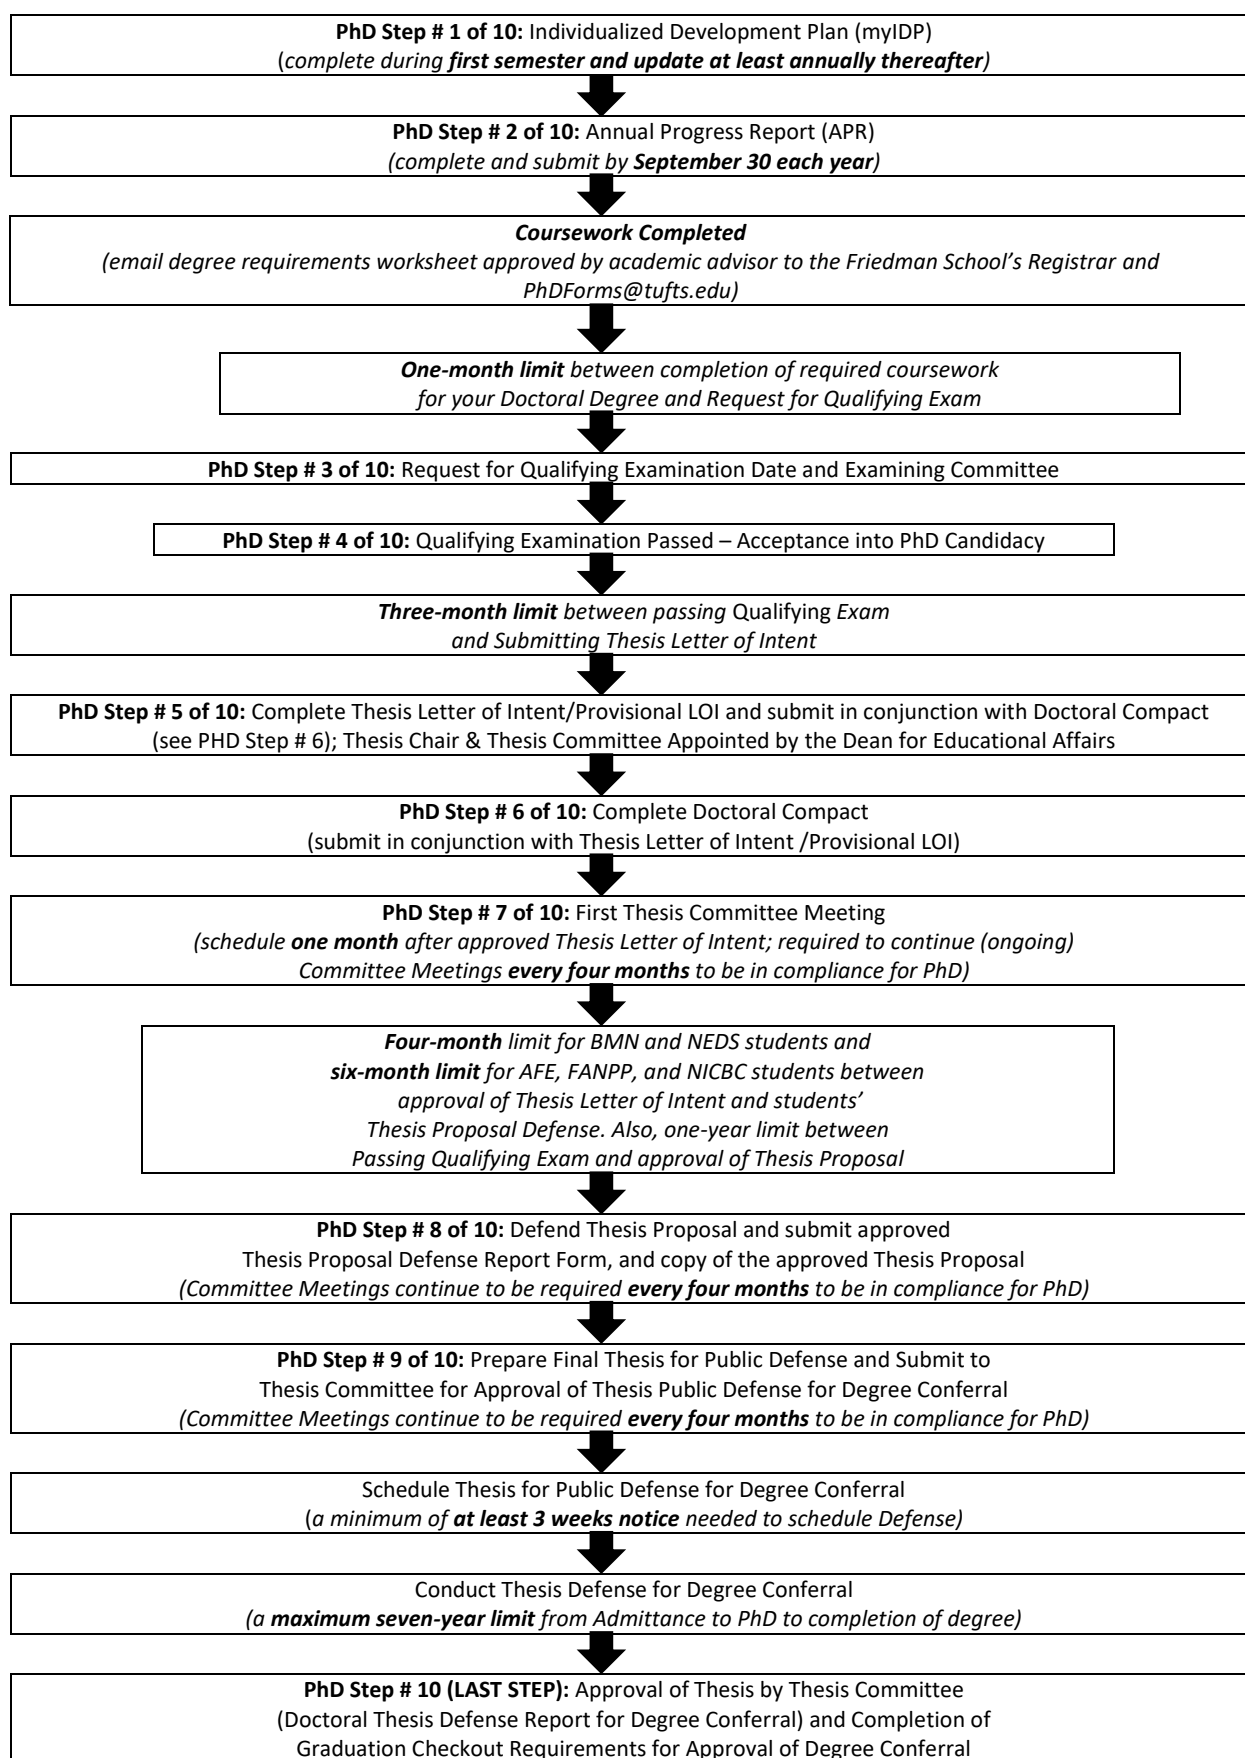 PhD Step # 1 of 10: Individualized Development Plan (myIDP)
(complete during first semester and update at least annually thereafter)
PhD Step # 2 of 10: Annual Progress Report (APR)
(complete and submit by September 30 each year)
Coursework Completed
(email degree requirements worksheet approved by academic advisor to the Friedman School's Registrar and
PhDForms@tufts.edu)
One-month limit between completion of required coursework
for your Doctoral Degree and Request for Qualifying Exam
PhD Step # 3 of 10: Request for Qualifying Examination Date and Examining Committee
PhD Step # 4 of 10: Qualifying Examination Passed – Acceptance into PhD Candidacy
Three-month limit between passing Qualifying Exam
and Submitting Thesis Letter of Intent
PhD Step # 5 of 10: Complete Thesis Letter of Intent/Provisional LOI and submit in conjunction with Doctoral Compact
(see PHD Step # 6); Thesis Chair & Thesis Committee Appointed by the Dean for Educational Affairs
PhD Step # 6 of 10: Complete Doctoral Compact
(submit in conjunction with Thesis Letter of Intent /Provisional LOI)
PhD Step # 7 of 10: First Thesis Committee Meeting
(schedule one month after approved Thesis Letter of Intent; required to continue (ongoing)
Committee Meetings every four months to be in compliance for PhD)
Four-month limit for BMN and NEDS students and
six-month limit for AFE, FANPP, and NICBC students between
approval of Thesis Letter of Intent and students'
Thesis Proposal Defense. Also, one-year limit between
Passing Qualifying Exam and approval of Thesis Proposal
PhD Step # 8 of 10: Defend Thesis Proposal and submit approved
Thesis Proposal Defense Report Form, and copy of the approved Thesis Proposal
(Committee Meetings continue to be required every four months to be in compliance for PhD)
PhD Step # 9 of 10: Prepare Final Thesis for Public Defense and Submit to
Thesis Committee for Approval of Thesis Public Defense for Degree Conferral
(Committee Meetings continue to be required every four months to be in compliance for PhD)
Schedule Thesis for Public Defense for Degree Conferral
(a minimum of at least 3 weeks notice needed to schedule Defense)
Conduct Thesis Defense for Degree Conferral
(a maximum seven-year limit from Admittance to PhD to completion of degree)
PhD Step # 10 (LAST STEP): Approval of Thesis by Thesis Committee
(Doctoral Thesis Defense Report for Degree Conferral) and Completion of
Graduation Checkout Requirements for Approval of Degree Conferral